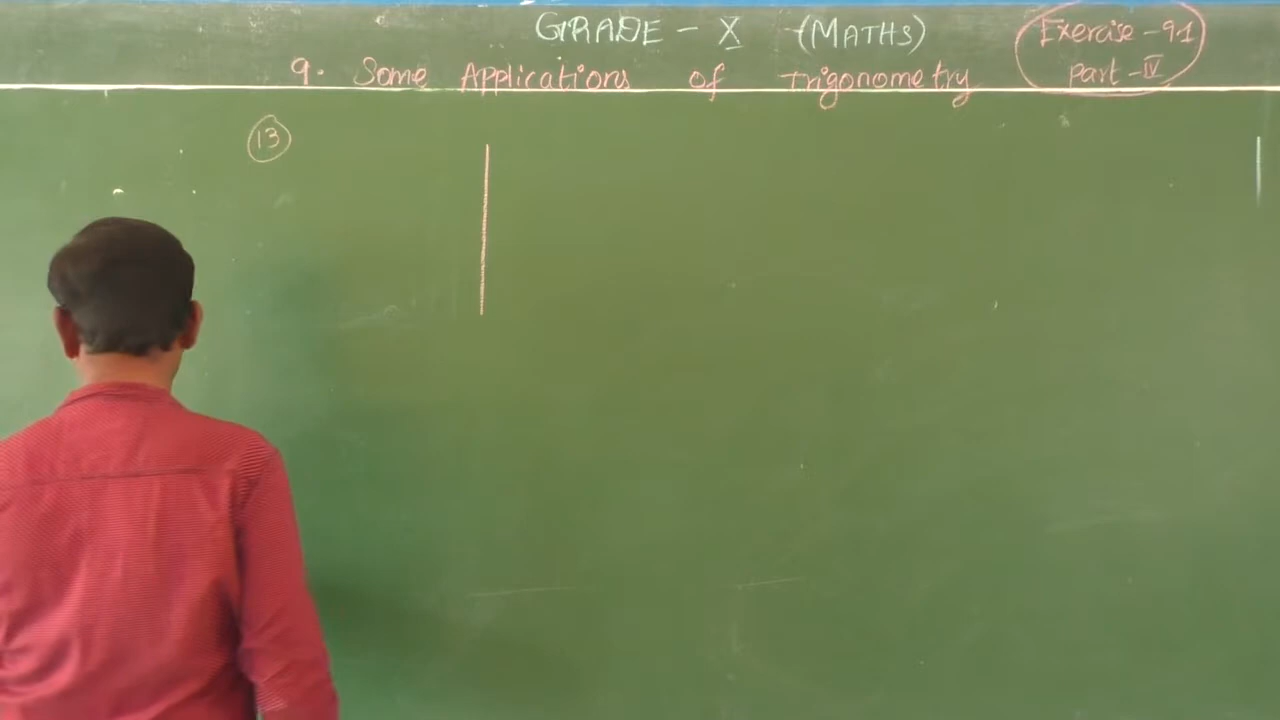 GRADE - X (MATHS)
9. Some Applications of Trigonometry
Exercise - 9.1
part - IV
13